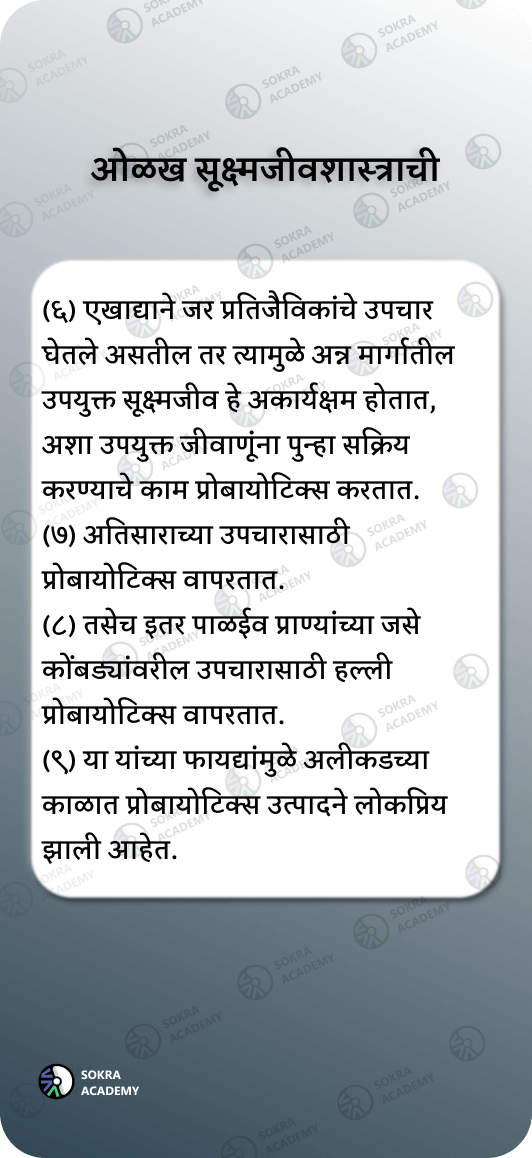 ओळख सूक्ष्मजीवशास्त्राची
(६) एखाद्याने जर प्रतिजैविकांचे उपचार
घेतले असतील तर त्यामुळे अन्न मार्गातील
उपयुक्त सूक्ष्मजीव हे अकार्यक्षम होतात,
अशा उपयुक्त जीवाणूंना पुन्हा सक्रिय
करण्याचे काम प्रोबायोटिक्स करतात.
(७) अतिसाराच्या उपचारासाठी
प्रोबायोटिक्स वापरतात.
(८) तसेच इतर पाळईव प्राण्यांच्या जसे
कोंबड्यांवरील उपचारासाठी हल्ली
प्रोबायोटिक्स वापरतात.
(९) या यांच्या फायद्यांमुळे अलीकडच्या
काळात प्रोबायोटिक्स उत्पादने लोकप्रिय
झाली आहेत.
SOKRA
ACADEMY